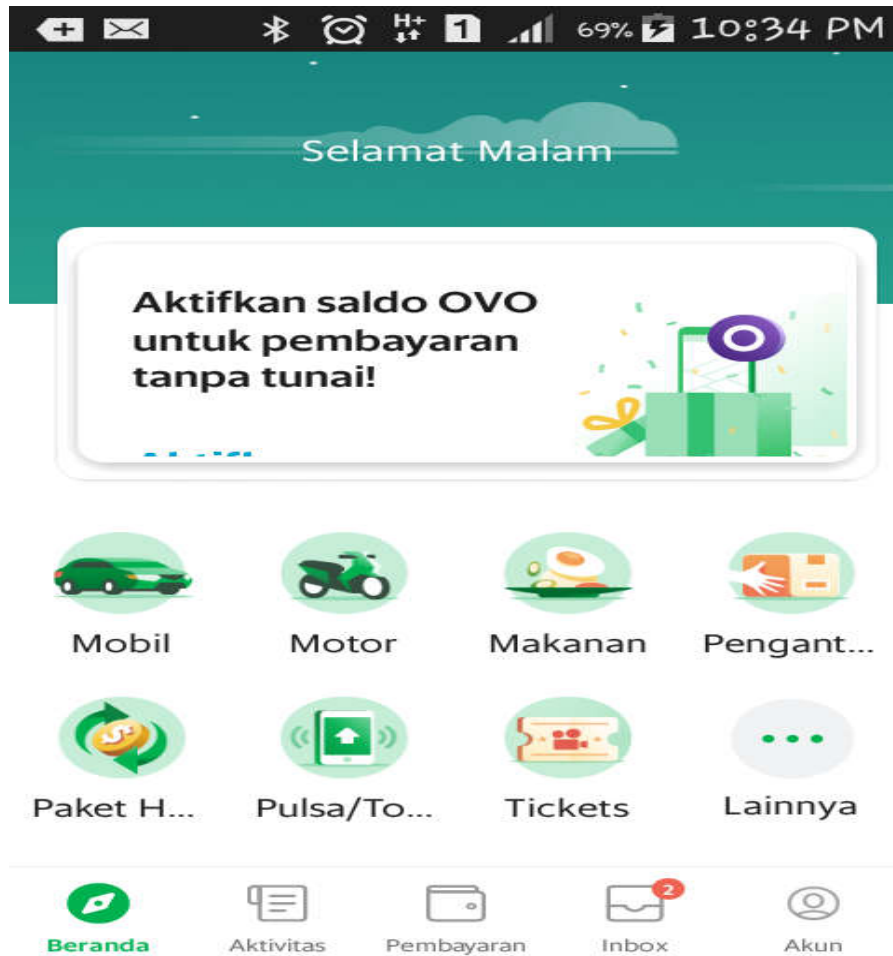 H+ 1 69% 10:34 PM
Selamat Malam
Aktifkan saldo OVO
untuk pembayaran
tanpa tunai!
Mobil Motor Makanan Pengant...
Paket H... Pulsa/To... Tickets Lainnya
2
Beranda Aktivitas Pembayaran Inbox Akun